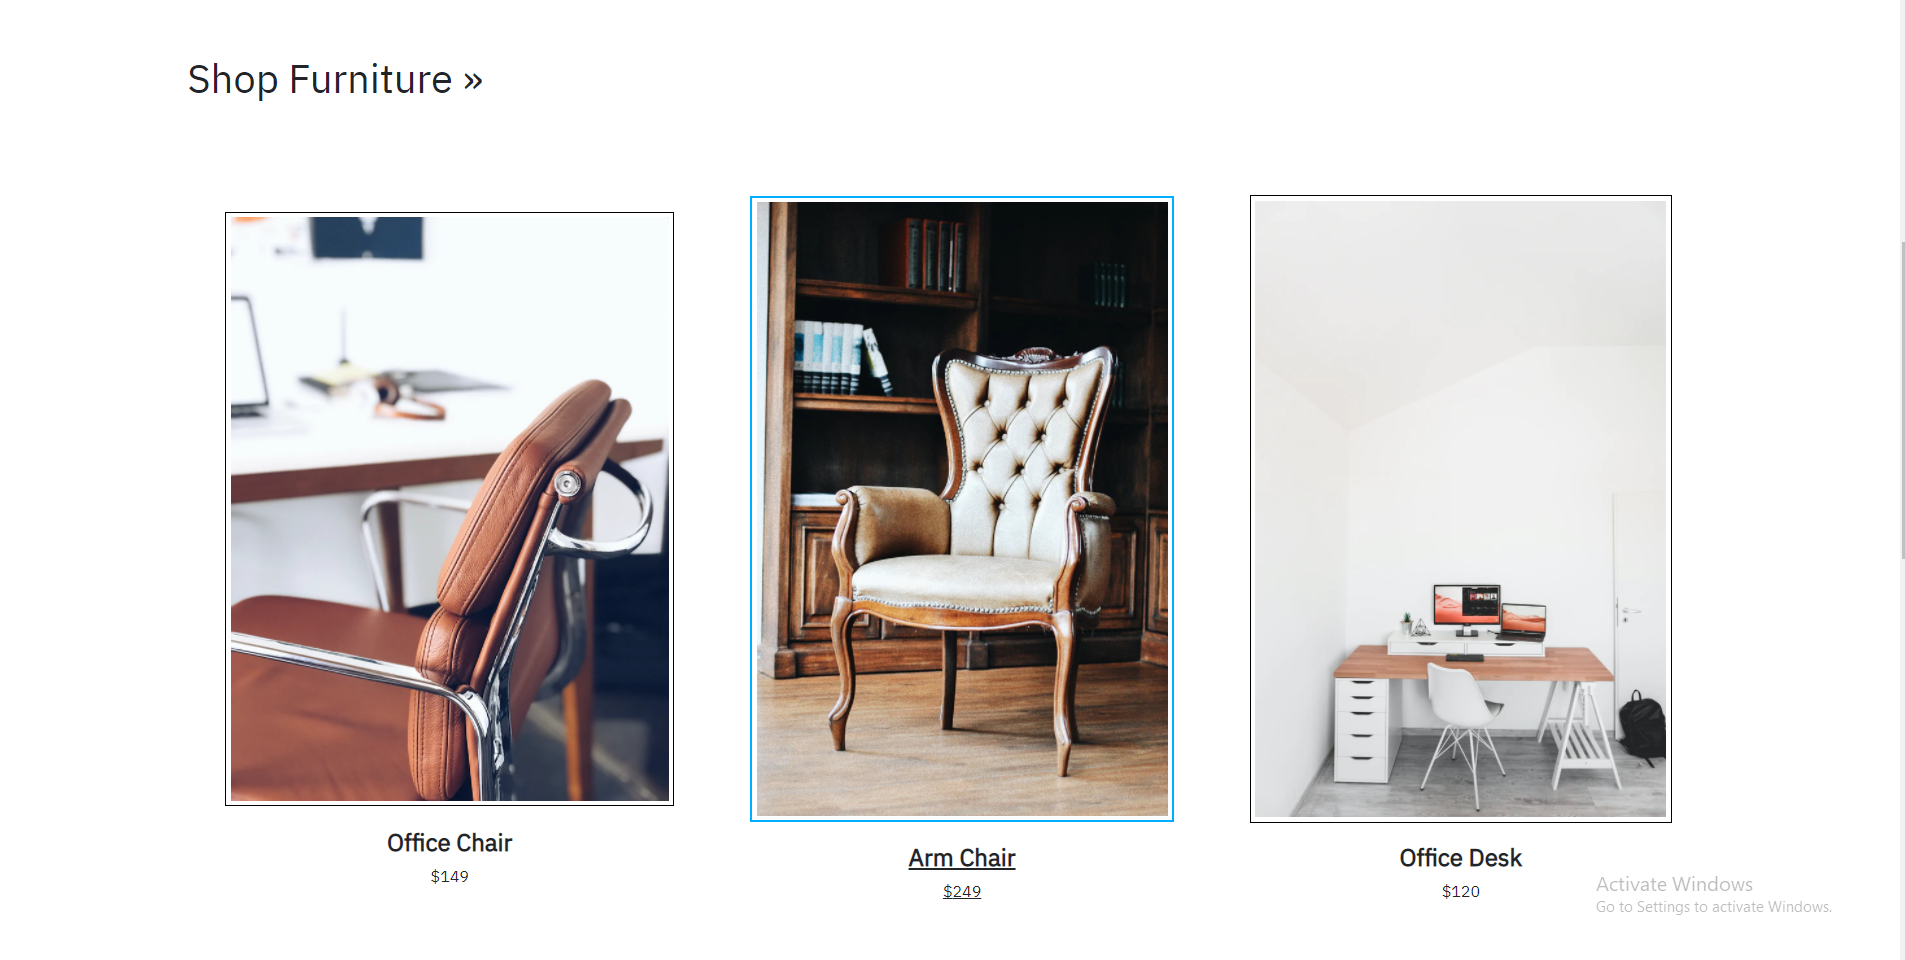 Shop Furniture »
Office Chair
$149
Arm Chair
$249
Office Desk
$120
Activate Windows
Go to Settings to activate Windows.